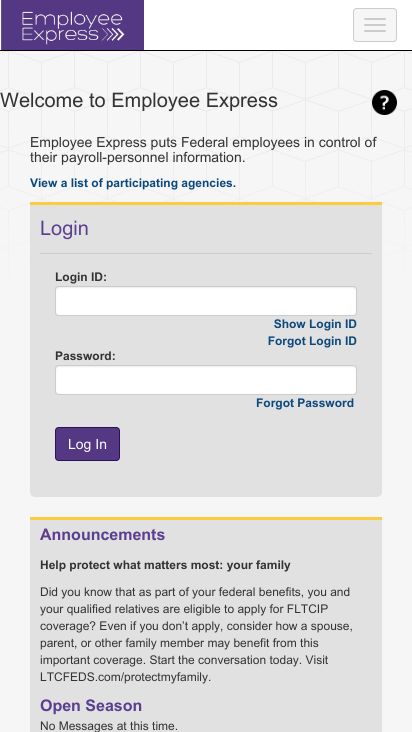 Employee
Express
Welcome to Employee Express
?
Employee Express puts Federal employees in control of
their payroll-personnel information.
View a list of participating agencies.
Login
Login ID:
Show Login ID
Forgot Login ID
Password:
Forgot Password
Log In
Announcements
Help protect what matters most: your family
Did you know that as part of your federal benefits, you and
your qualified relatives are eligible to apply for FLTCIP
coverage? Even if you don't apply, consider how a spouse,
parent, or other family member may benefit from this
important coverage. Start the conversation today. Visit
LTCFEDS.com/protectmyfamily.
Open Season
No Messages at this time.